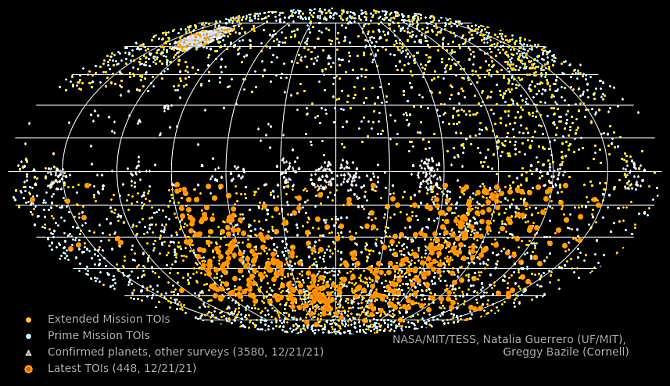 Extended Mission TOIs
Prime Mission TOIs
Confirmed planets, other surveys (3580, 12/21/21)
Latest TOIs (448, 12/21/21)
NASA/MIT/TESS, Natalia Guerrero (UF/MIT),
Greggy Bazile (Cornell)